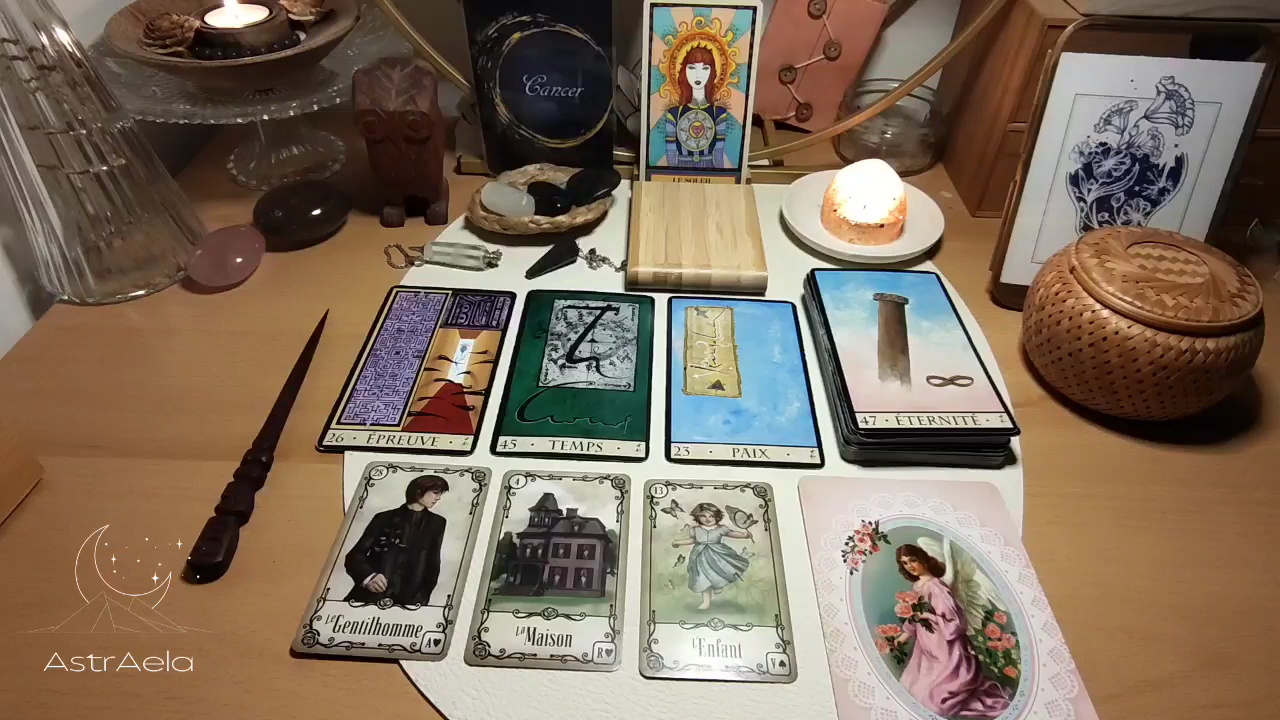 Cancer
LE SOLEIL
26 · ÉPREUVE ·
45 · TEMPS ·
23 · PAIX ·
47 · ÉTERNITÉ ·
28
Le Gentilhomme
A♥
4
La Maison
R♥
13
L'Enfant
V♠
AstrAela